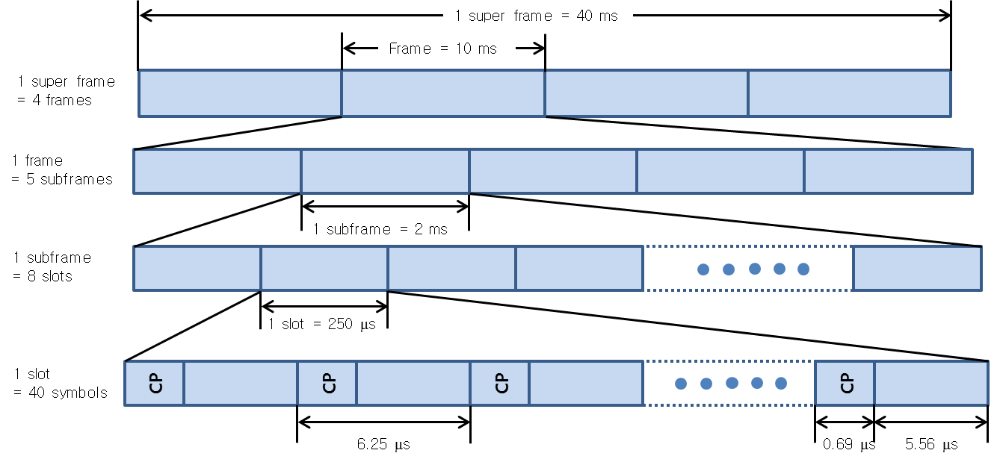 1 super frame = 40 ms
Frame = 10 ms
1 super frame
= 4 frames
1 frame
= 5 subframes
1 subframe = 2 ms
1 subframe
= 8 slots
1 slot = 250 μs
1 slot
= 40 symbols
CP
CP
CP
CP
6.25 μs
0.69 μs
5.56 μs